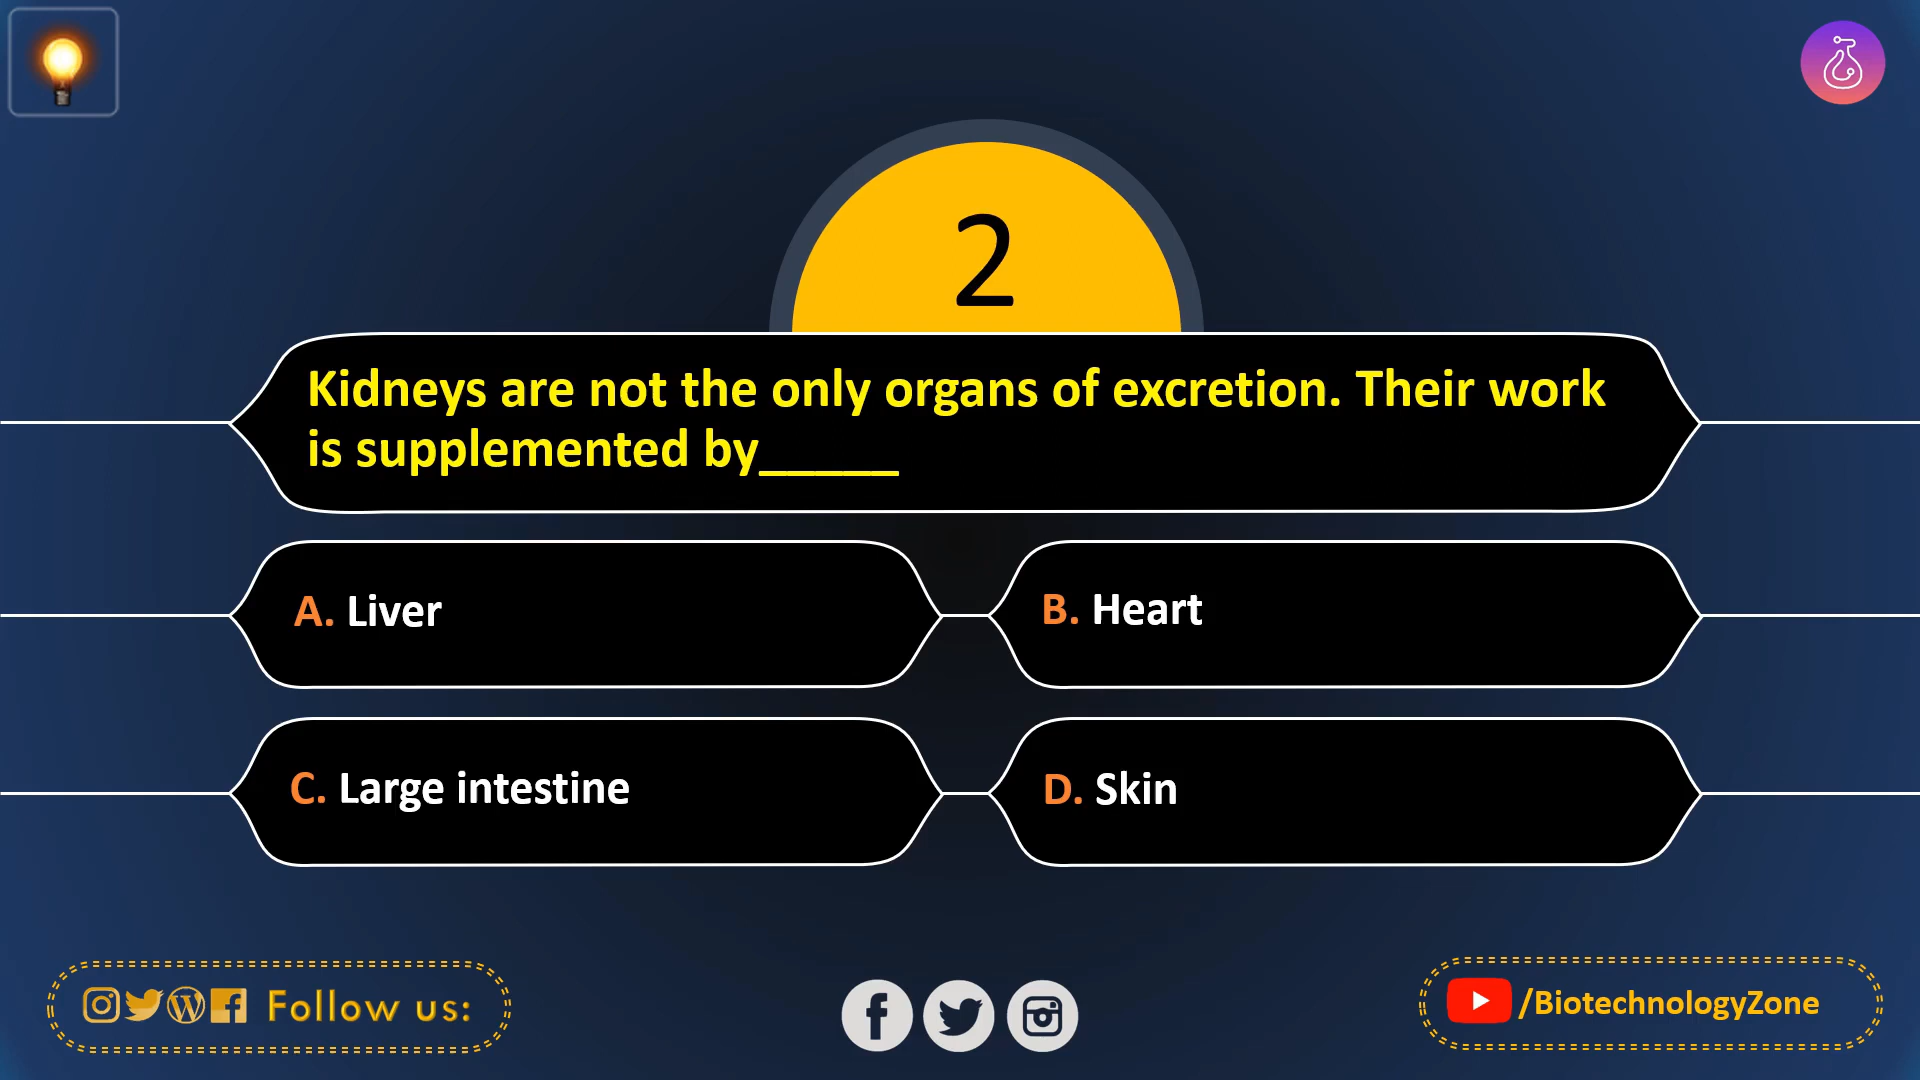 2
Kidneys are not the only organs of excretion. Their work
is supplemented by_____
A. Liver
B. Heart
C. Large intestine
D. Skin
Follow us:
/BiotechnologyZone